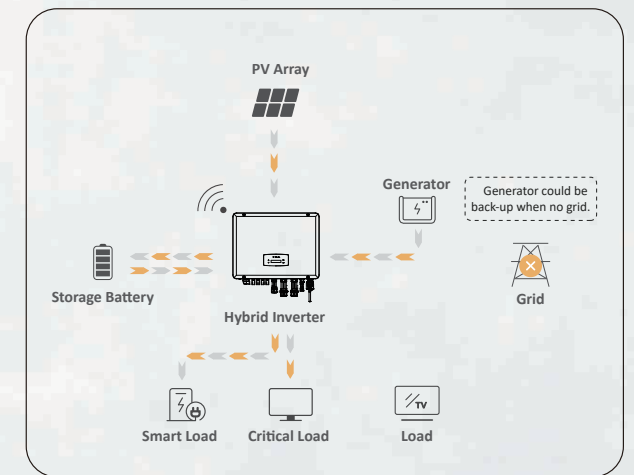 PV Array
Generator
Generator could be
back-up when no grid.
Storage Battery
Grid
Hybrid Inverter
TV
Smart Load
Critical Load
Load